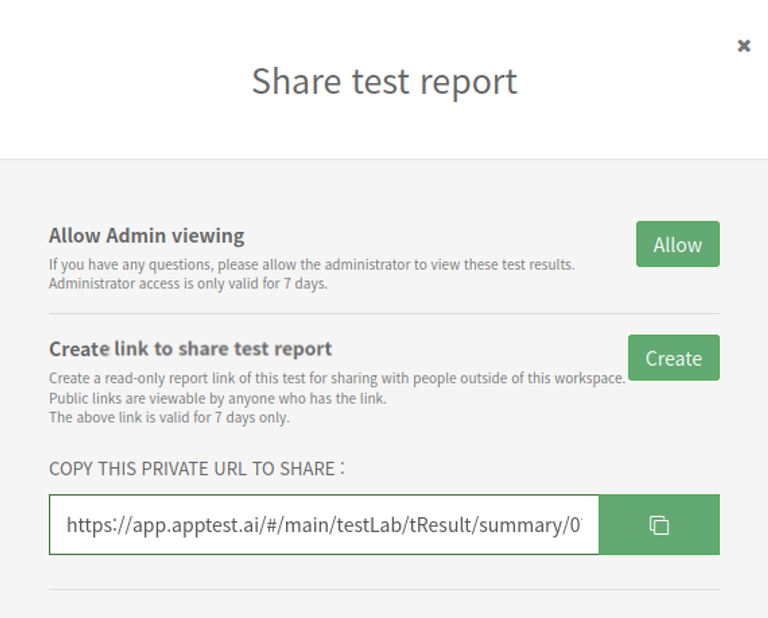 Share test report
Allow Admin viewing
Allow
If you have any questions, please allow the administrator to view these test results.
Administrator access is only valid for 7 days.
Create link to share test report
Create
Create a read-only report link of this test for sharing with people outside of this workspace.
Public links are viewable by anyone who has the link.
The above link is valid for 7 days only.
COPY THIS PRIVATE URL TO SHARE :
https://app.apptest.ai/#/main/testLab/tResult/summary/0